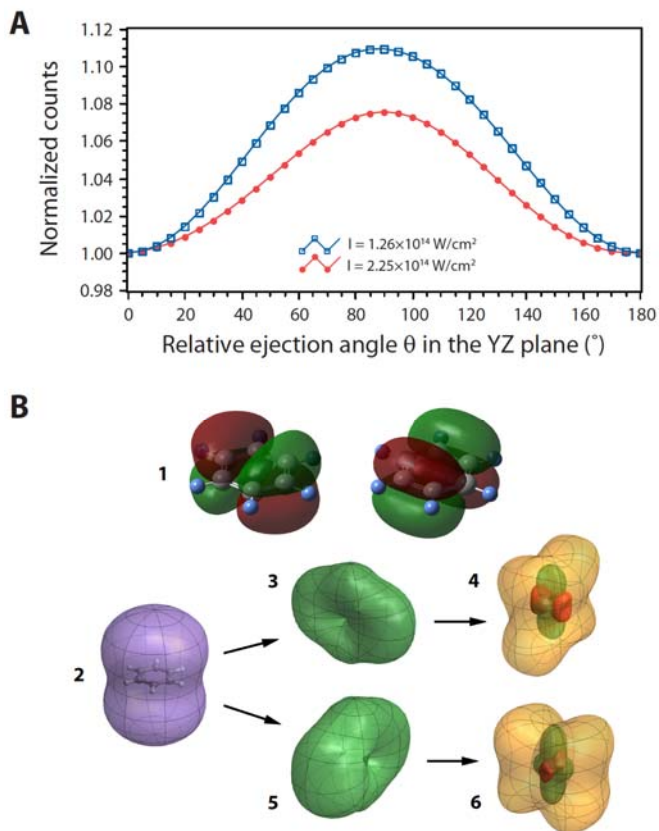 A
Normalized counts
1.12
1.10
1.08
1.06
1.04
1.02
1.00
0.98
I = 1.26×10¹⁴ W/cm²
I = 2.25×10¹⁴ W/cm²
0 20 40 60 80 100 120 140 160 180
Relative ejection angle θ in the YZ plane (°)
B
1
3 4
2
5 6